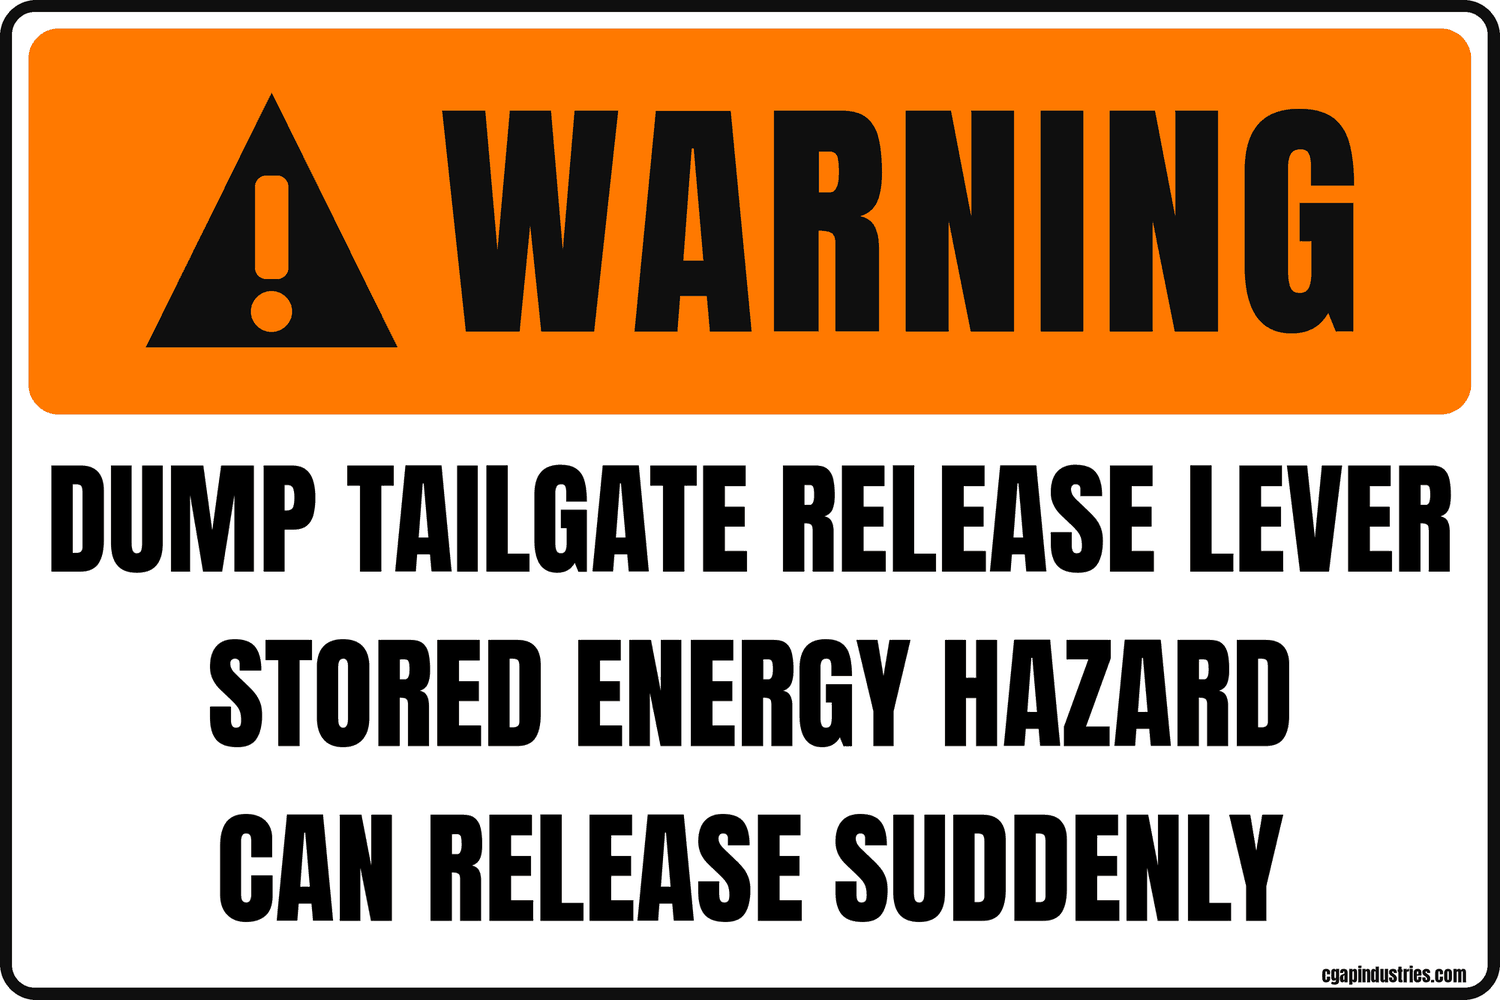 WARNING
DUMP TAILGATE RELEASE LEVER
STORED ENERGY HAZARD
CAN RELEASE SUDDENLY
cgapindustries.com